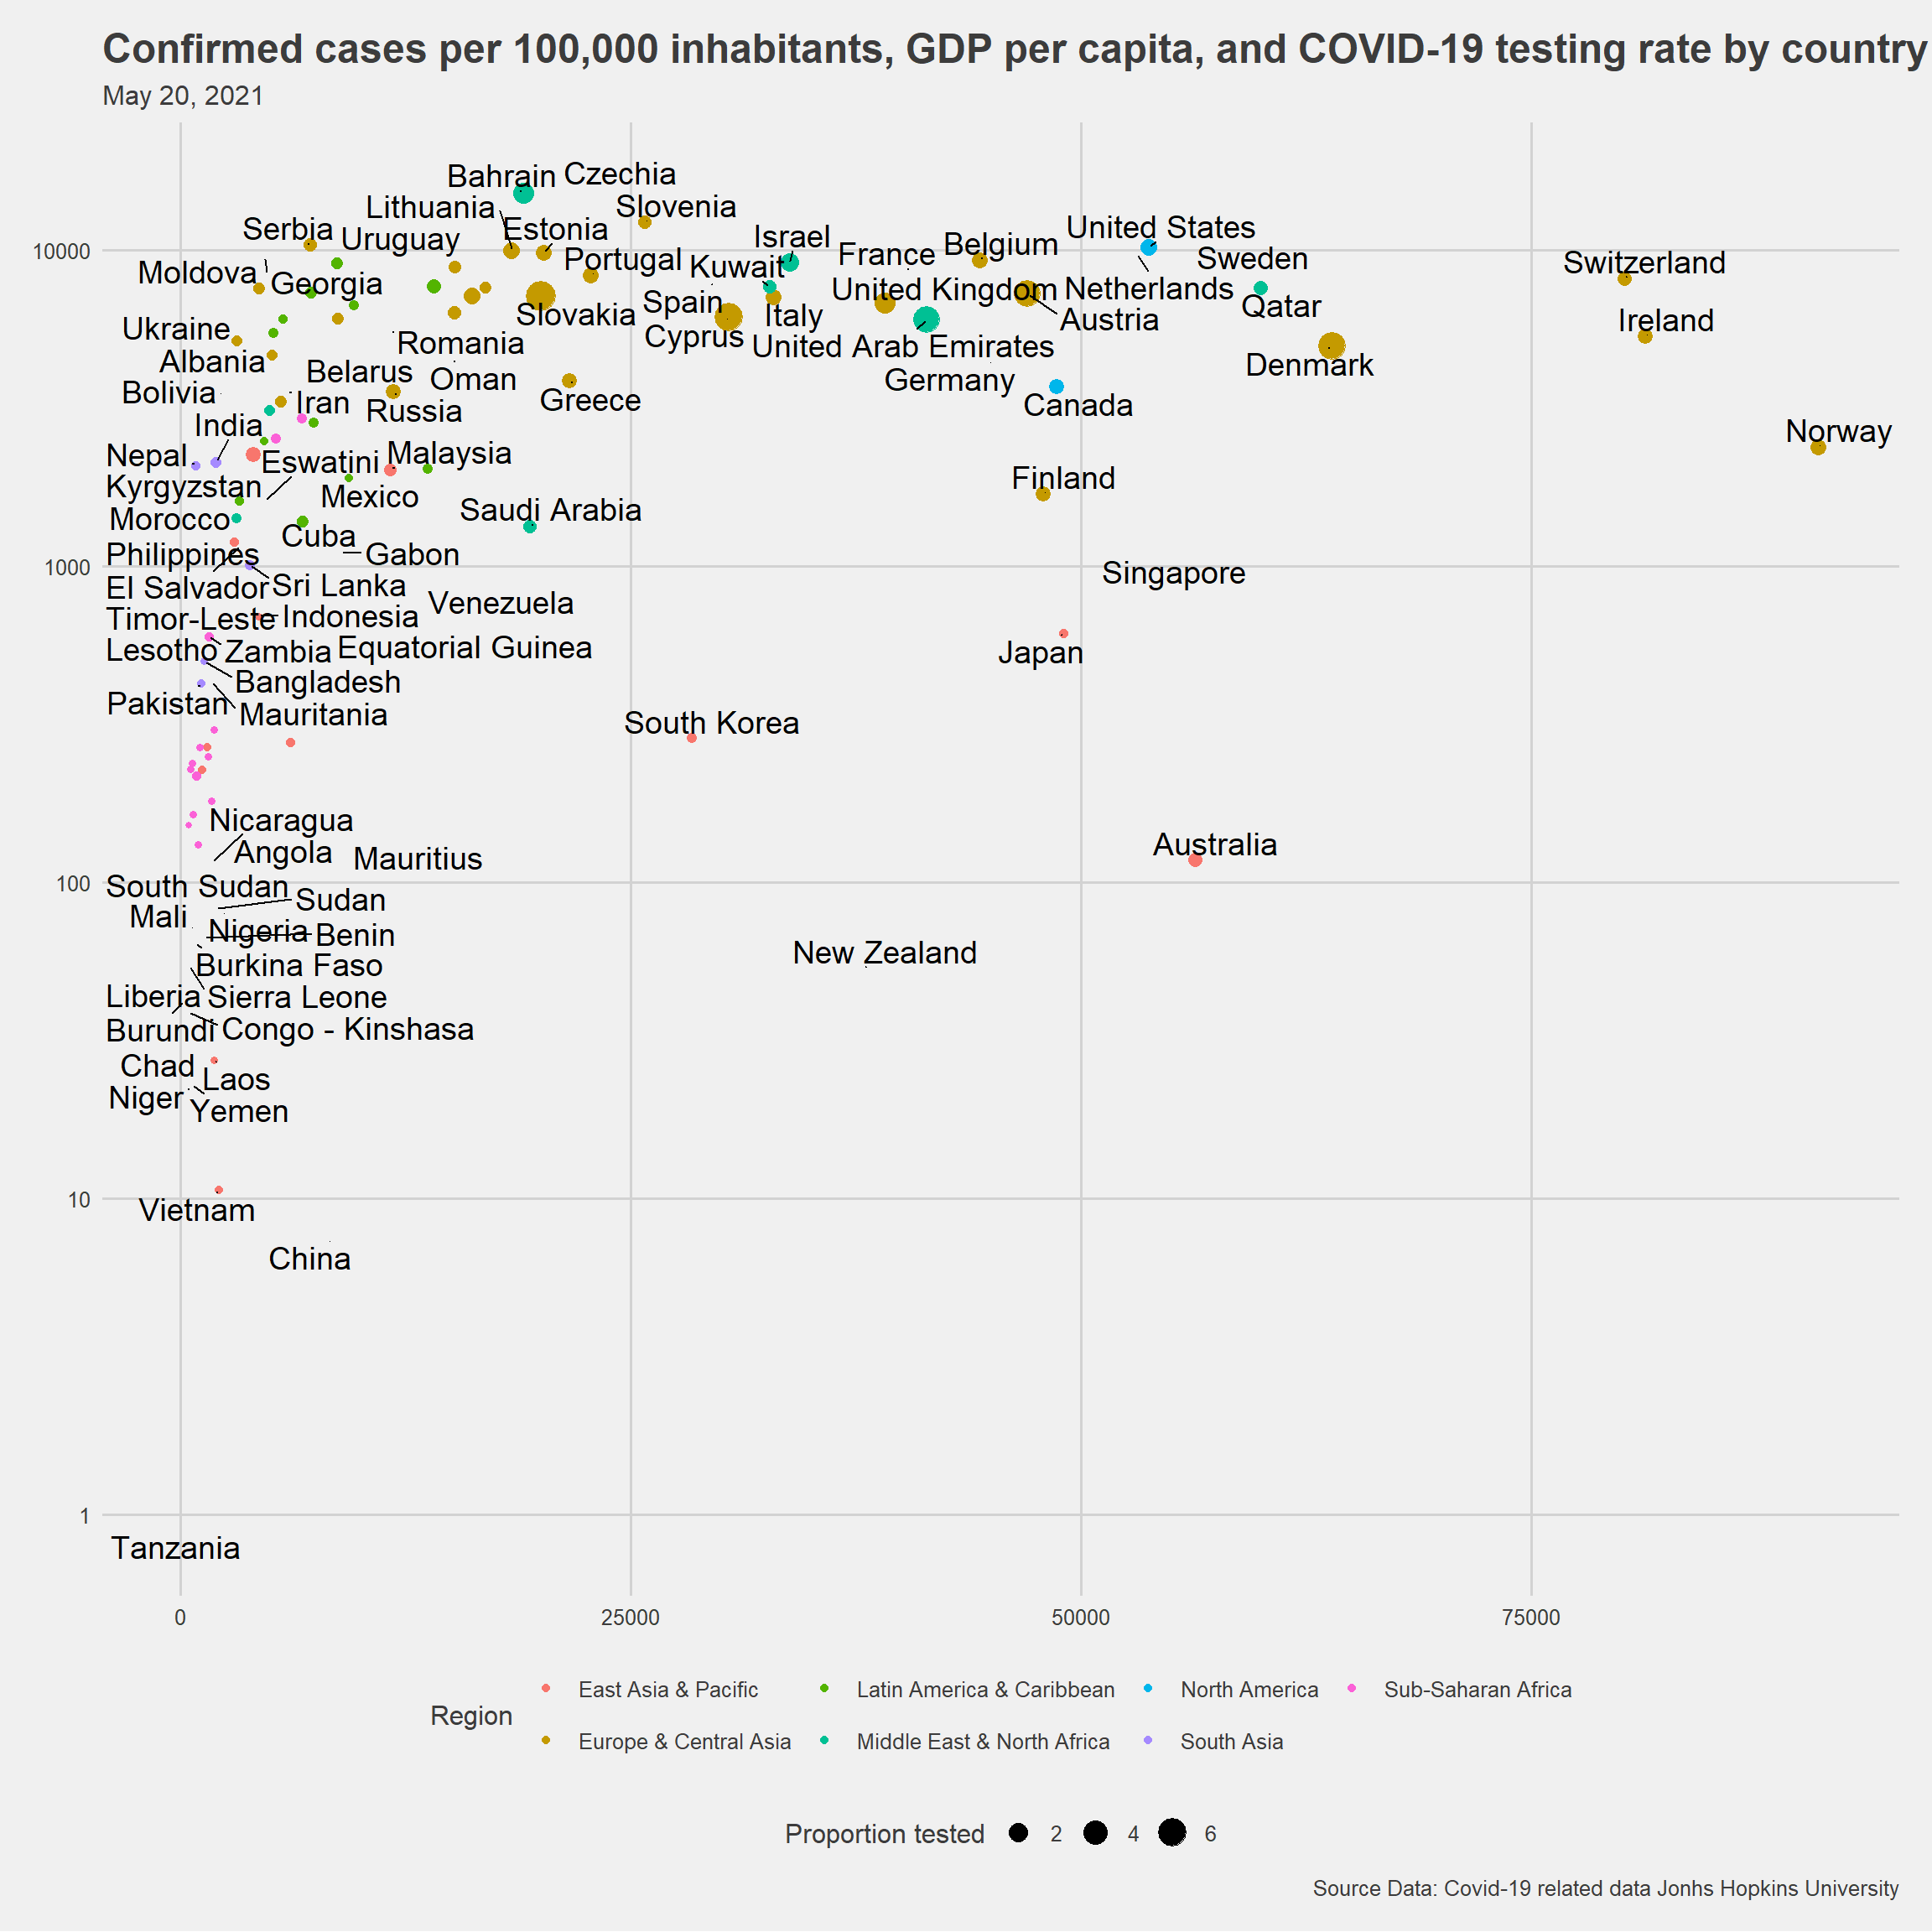 Confirmed cases per 100,000 inhabitants, GDP per capita, and COVID-19 testing rate by country
May 20, 2021
Bahrain
Czechia
Lithuania
Slovenia
Serbia
Uruguay
Estonia
Israel
United States
10000
Moldova
Georgia
Portugal
Kuwait
France
Belgium
Sweden
Switzerland
Spain
United Kingdom
Netherlands
Qatar
Ukraine
Slovakia
Italy
Austria
Ireland
Albania
Romania
Cyprus
United Arab Emirates
Denmark
Bolivia
Belarus
Oman
Germany
Iran
Russia
Greece
Canada
India
Norway
Nepal
Eswatini
Malaysia
Kyrgyzstan
Mexico
Finland
Morocco
Cuba
Saudi Arabia
Philippines
Gabon
1000
El Salvador
Sri Lanka
Singapore
Timor-Leste
Indonesia
Venezuela
Lesotho
Zambia
Equatorial Guinea
Japan
Bangladesh
Pakistan
Mauritania
South Korea
Nicaragua
Angola
Mauritius
Australia
100
South Sudan
Sudan
Mali
Nigeria
Benin
Burkina Faso
New Zealand
Liberia
Sierra Leone
Burundi
Congo - Kinshasa
Chad
Laos
Niger
Yemen
10
Vietnam
China
1
Tanzania
0
25000
50000
75000
Region
East Asia & Pacific
Latin America & Caribbean
North America
Sub-Saharan Africa
Europe & Central Asia
Middle East & North Africa
South Asia
Proportion tested
2
4
6
Source Data: Covid-19 related data Jonhs Hopkins University